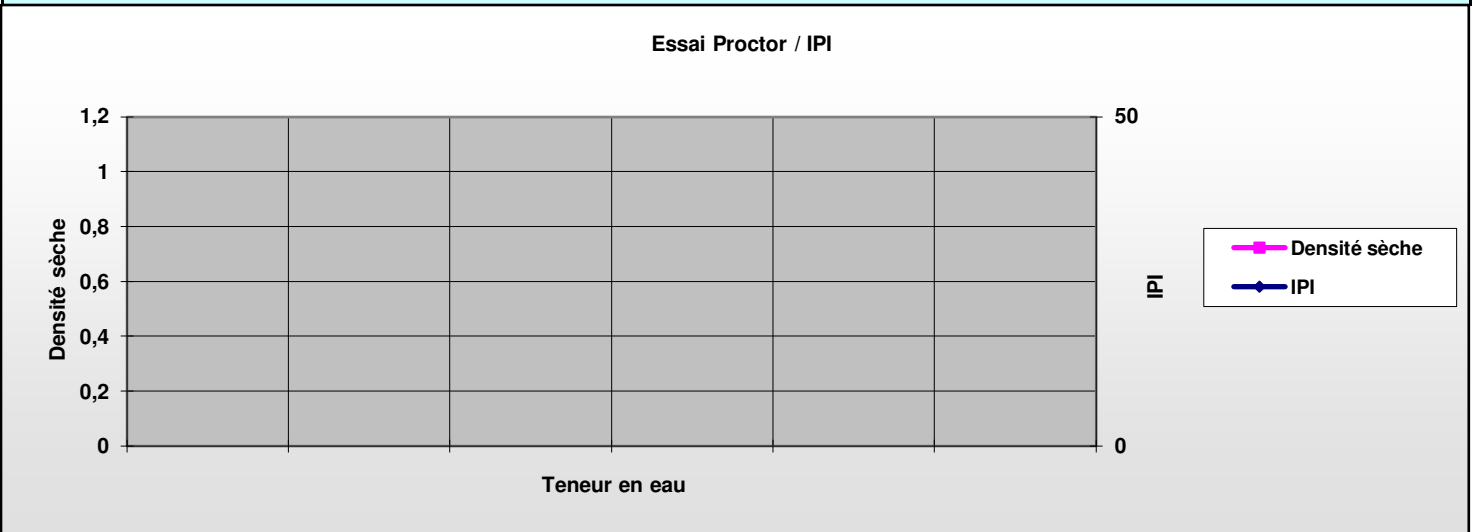 Essai Proctor / IPI
1,2
1
0,8
0,6
0,4
0,2
0
Densité sèche
50
0
IPI
Teneur en eau
Densité sèche
IPI